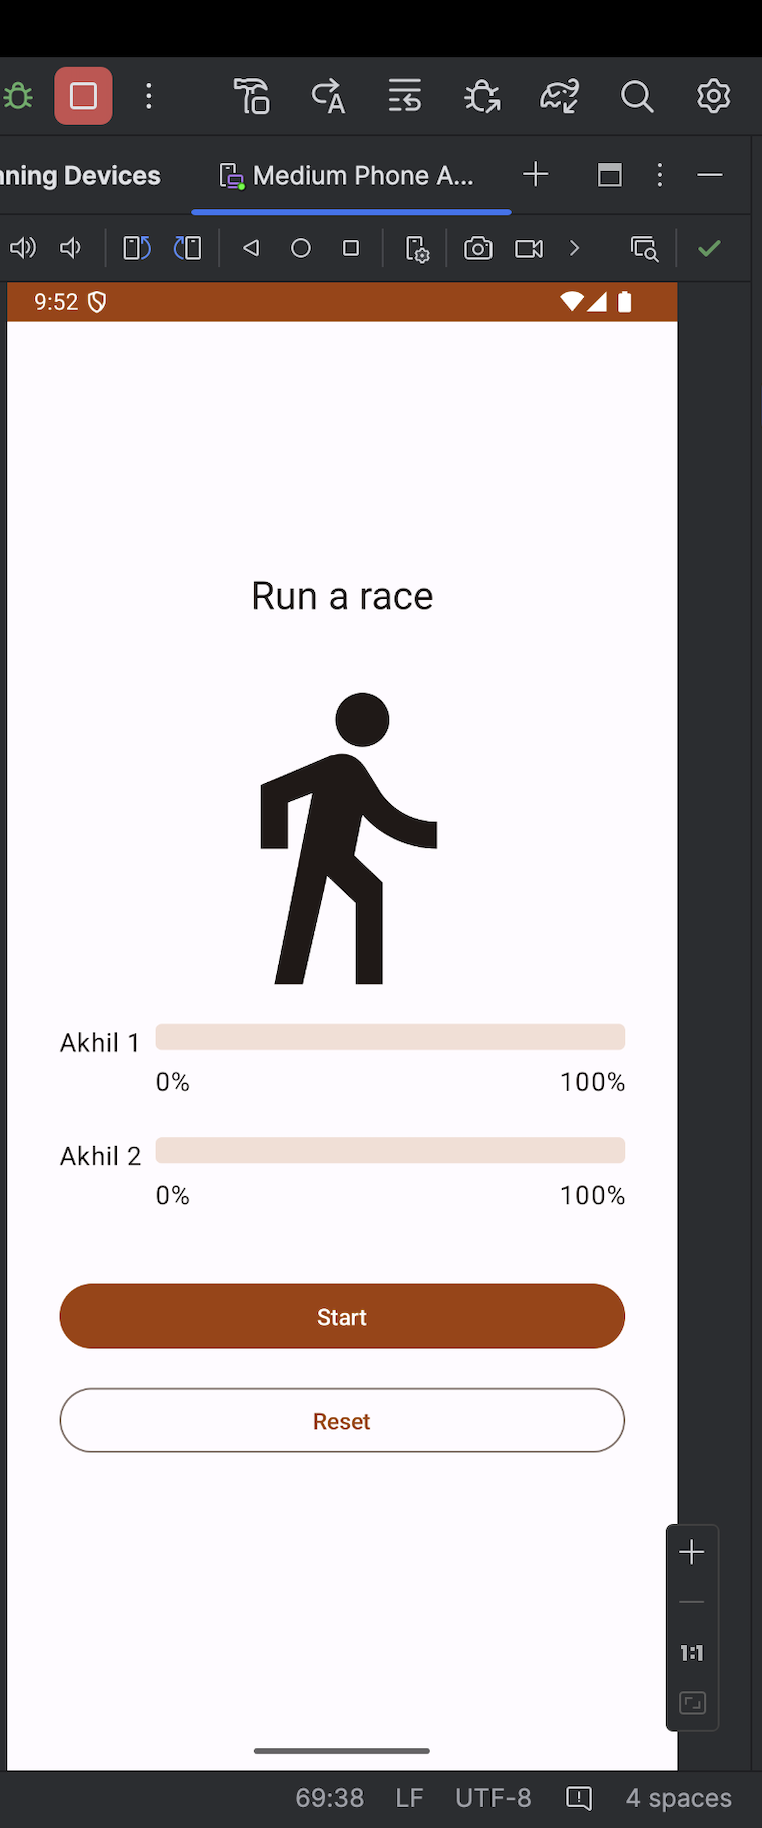 nning Devices
Medium Phone A...
9:52
Run a race
Akhil 1
0% 100%
Akhil 2
0% 100%
Start
Reset
1:1
69:38 LF UTF-8 4 spaces